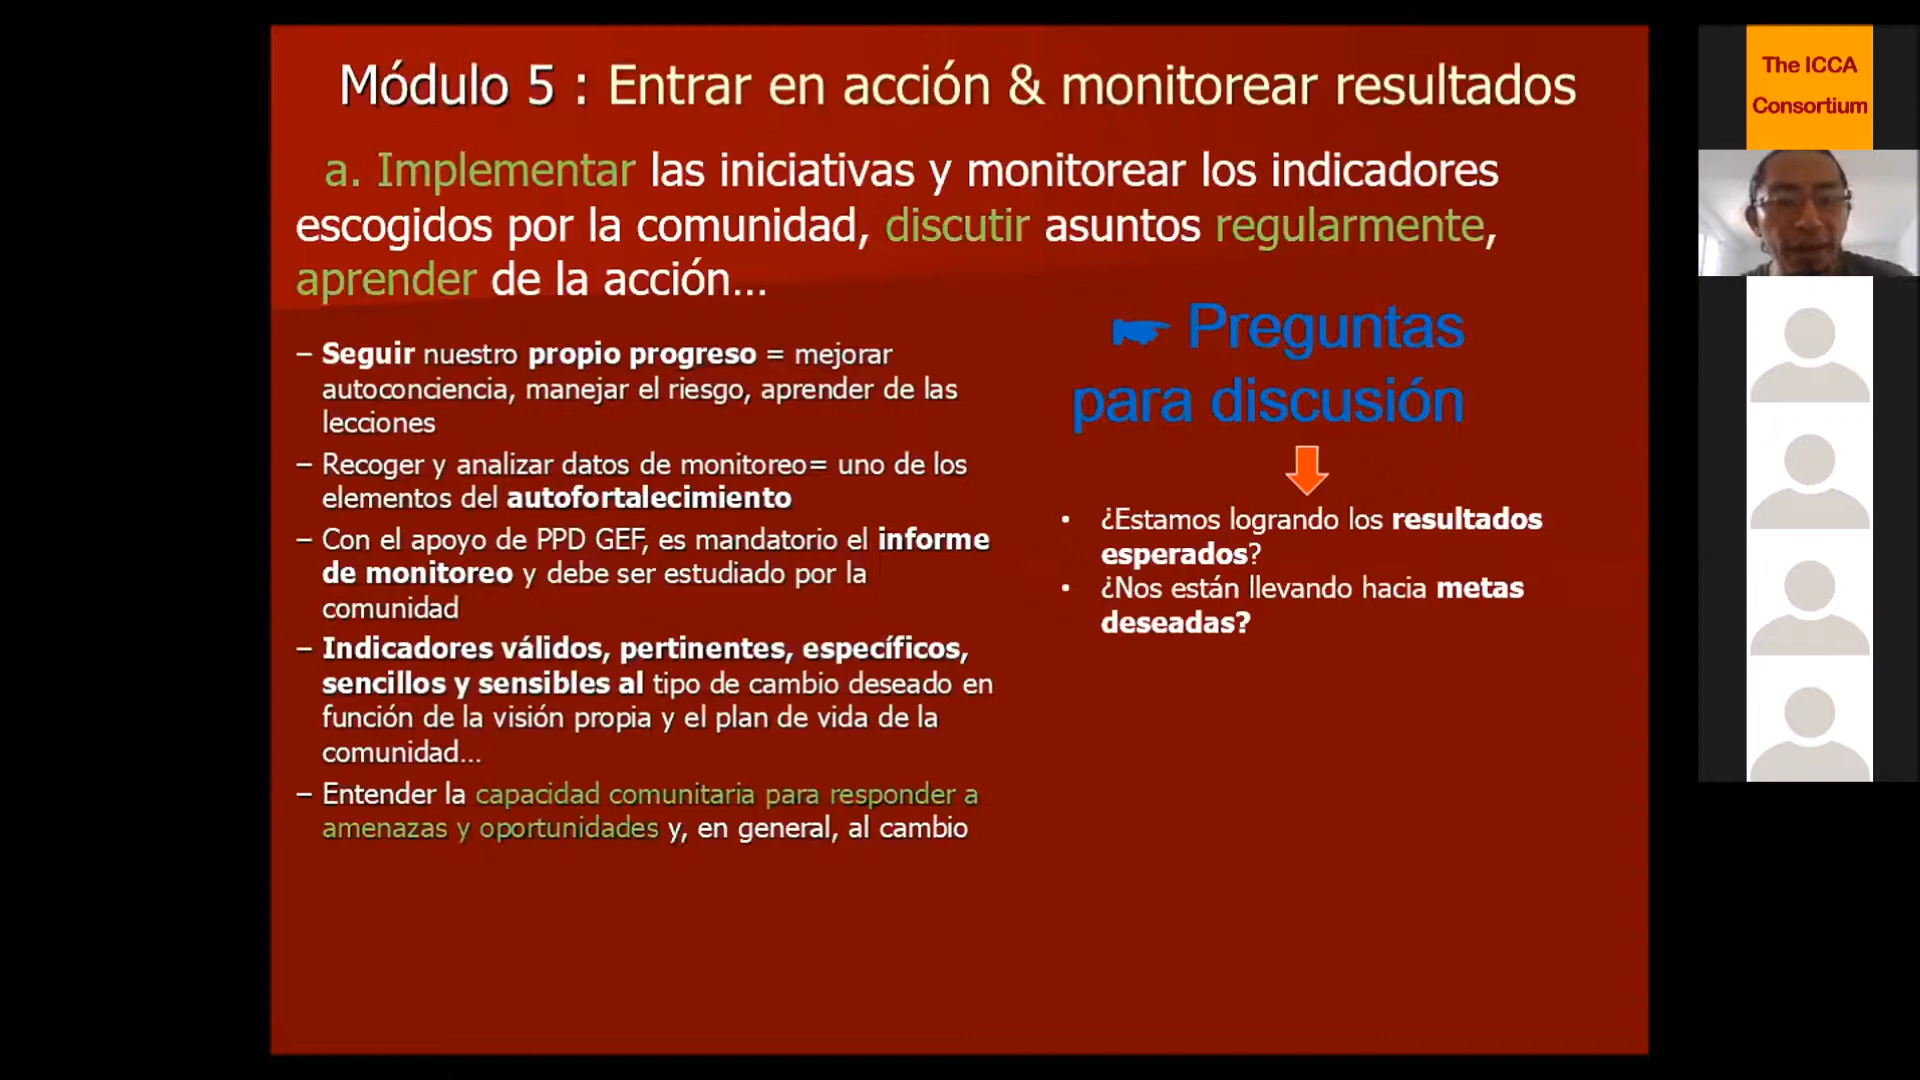 Módulo 5 : Entrar en acción & monitorear resultados
a. Implementar las iniciativas y monitorear los indicadores
escogidos por la comunidad, discutir asuntos regularmente,
aprender de la acción...
– Seguir nuestro propio progreso = mejorar
autoconciencia, manejar el riesgo, aprender de las
lecciones
– Recoger y analizar datos de monitoreo= uno de los
elementos del autofortalecimiento
– Con el apoyo de PPD GEF, es mandatorio el informe
de monitoreo y debe ser estudiado por la
comunidad
– Indicadores válidos, pertinentes, específicos,
sencillos y sensibles al tipo de cambio deseado en
función de la visión propia y el plan de vida de la
comunidad...
– Entender la capacidad comunitaria para responder a
amenazas y oportunidades y, en general, al cambio
☛ Preguntas
para discusión
• ¿Estamos logrando los resultados
esperados?
• ¿Nos están llevando hacia metas
deseadas?
The ICCA
Consortium